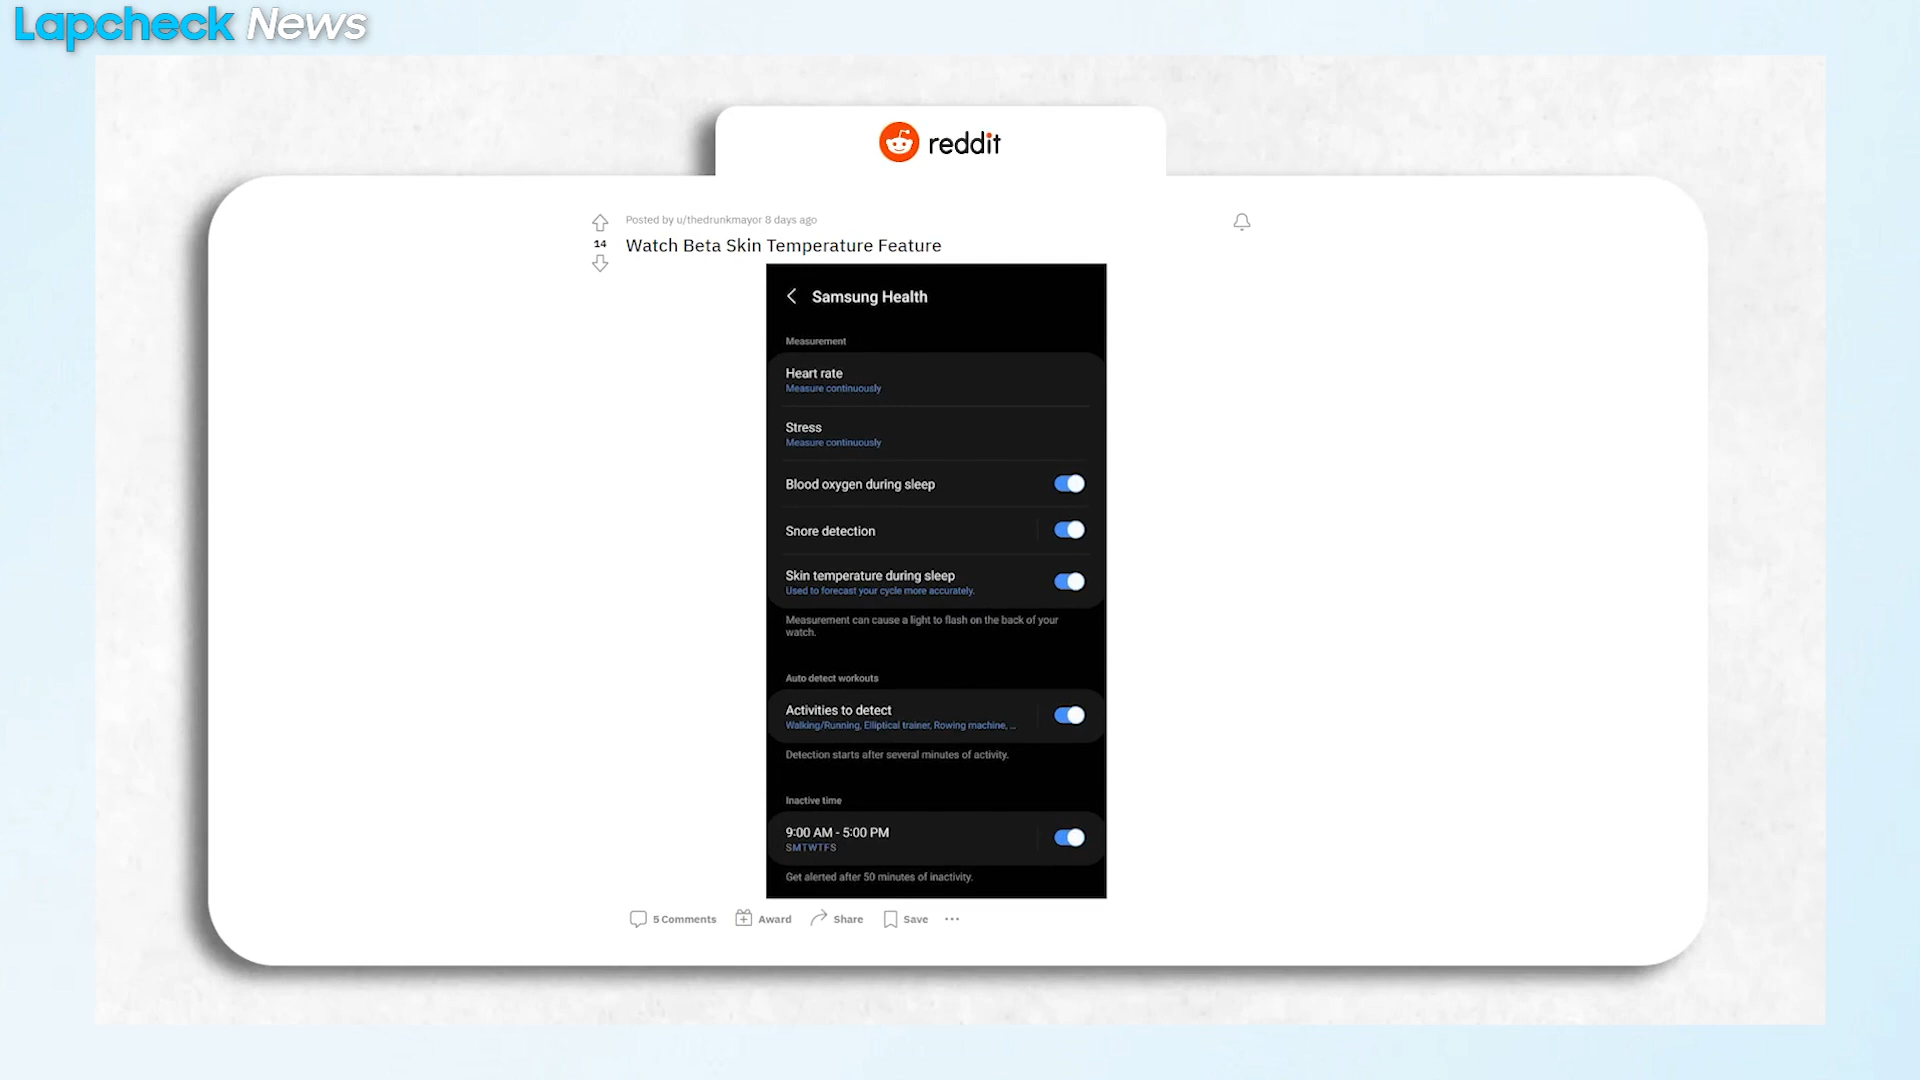 Lapcheck News
reddit
Posted by u/thedrunkmayor 8 days ago
14
Watch Beta Skin Temperature Feature
Samsung Health
Measurement
Heart rate
Measure continuously
Stress
Measure continuously
Blood oxygen during sleep
Snore detection
Skin temperature during sleep
Used to forecast your cycle more accurately.
Measurement can cause a light to flash on the back of your
watch.
Auto detect workouts
Activities to detect
Walking/Running, Elliptical trainer, Rowing machine, ...
Detection starts after several minutes of activity.
Inactive time
9:00 AM - 5:00 PM
SMTWTFS
Get alerted after 50 minutes of inactivity.
5 Comments Award Share Save ...